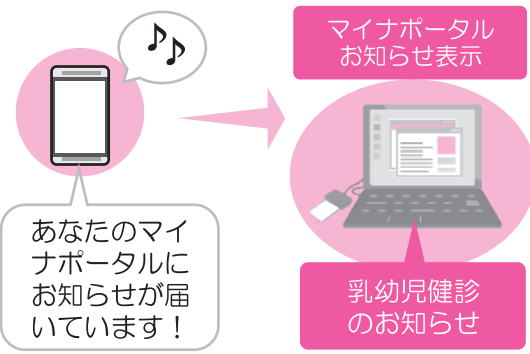 マイナポータル
お知らせ表示
あなたのマイ
ナポータルに
お知らせが届
いています！
乳幼児健診
のお知らせ